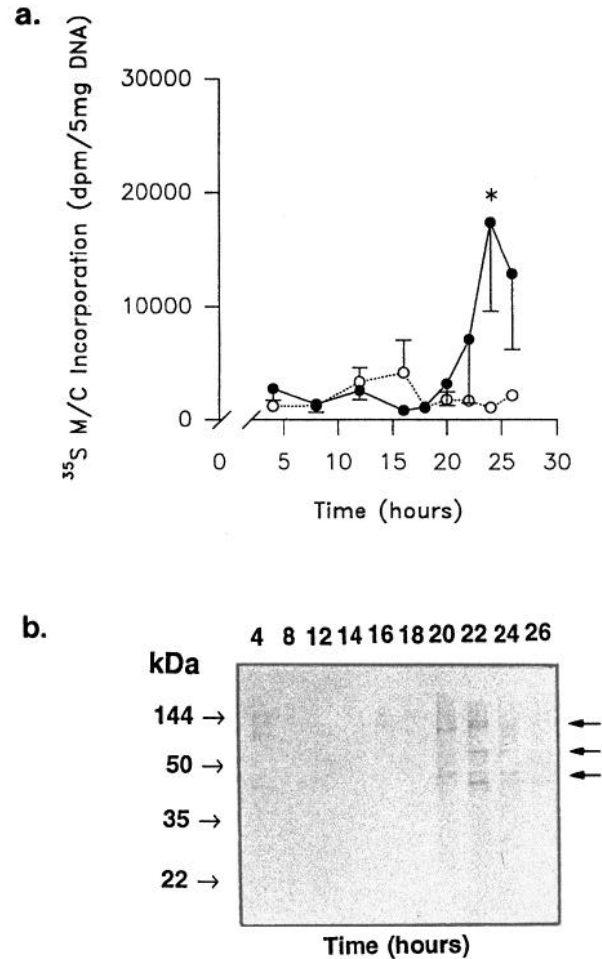 a.
³⁵S M/C Incorporation (dpm/5mg DNA)
30000
20000
10000
0
*
0 5 10 15 20 25 30
Time (hours)
b.
4 8 12 14 16 18 20 22 24 26
kDa
144 →
50 →
35 →
22 →
Time (hours)